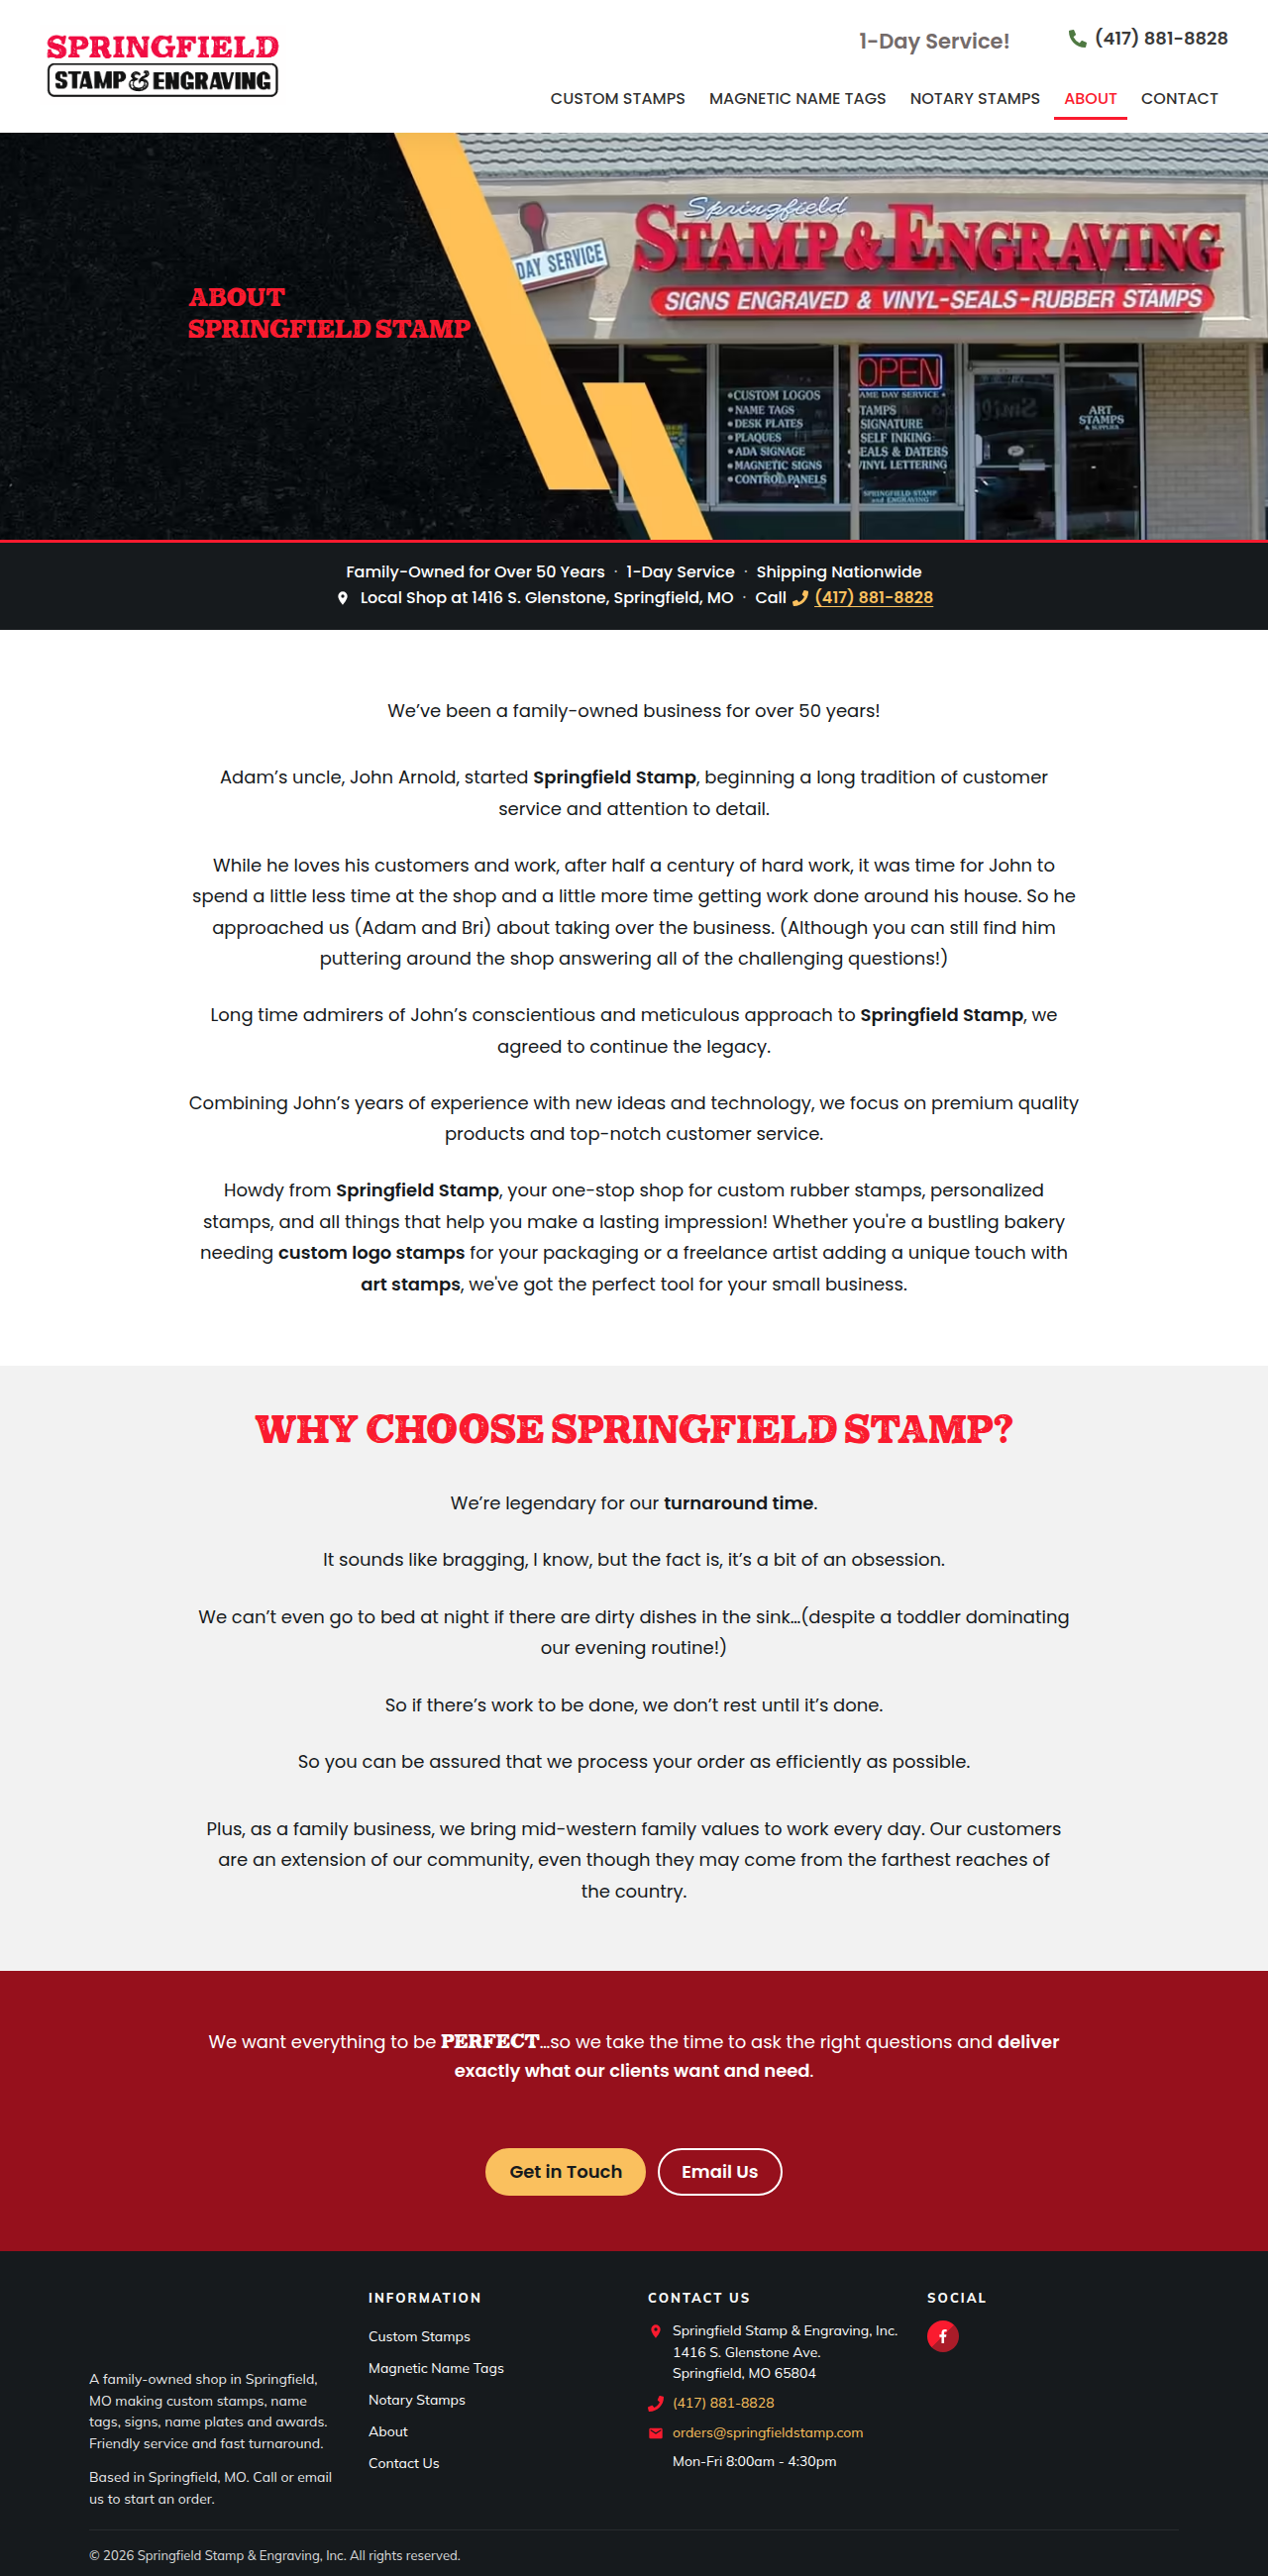 SPRINGFIELD
STAMP & ENGRAVING
1-Day Service!
(417) 881-8828
CUSTOM STAMPS MAGNETIC NAME TAGS NOTARY STAMPS ABOUT CONTACT
ABOUT
SPRINGFIELD STAMP
DAY SERVICE
Springfield
STAMP & ENGRAVING
SIGNS ENGRAVED & VINYL-SEALS-RUBBER STAMPS
OPEN
•CUSTOM LOGOS
•NAME TAGS
•DESK PLATES
•PLAQUES
•ADA SIGNAGE
•MAGNETIC SIGNS
•CONTROL PANELS
AME DAY SERVICE •
STAMPS
SIGNATURE
SELF INKING
EALS & DATERS
VINYL LETTERING
SPRINGFIELD STAMP
and ENGRAVING
ART
STAMPS
& SUPPLIES
Family-Owned for Over 50 Years · 1-Day Service · Shipping Nationwide
Local Shop at 1416 S. Glenstone, Springfield, MO · Call (417) 881-8828
We’ve been a family-owned business for over 50 years!
Adam’s uncle, John Arnold, started Springfield Stamp, beginning a long tradition of customer
service and attention to detail.
While he loves his customers and work, after half a century of hard work, it was time for John to
spend a little less time at the shop and a little more time getting work done around his house. So he
approached us (Adam and Bri) about taking over the business. (Although you can still find him
puttering around the shop answering all of the challenging questions!)
Long time admirers of John’s conscientious and meticulous approach to Springfield Stamp, we
agreed to continue the legacy.
Combining John’s years of experience with new ideas and technology, we focus on premium quality
products and top-notch customer service.
Howdy from Springfield Stamp, your one-stop shop for custom rubber stamps, personalized
stamps, and all things that help you make a lasting impression! Whether you're a bustling bakery
needing custom logo stamps for your packaging or a freelance artist adding a unique touch with
art stamps, we've got the perfect tool for your small business.
WHY CHOOSE SPRINGFIELD STAMP?
We’re legendary for our turnaround time.
It sounds like bragging, I know, but the fact is, it’s a bit of an obsession.
We can’t even go to bed at night if there are dirty dishes in the sink…(despite a toddler dominating
our evening routine!)
So if there’s work to be done, we don’t rest until it’s done.
So you can be assured that we process your order as efficiently as possible.
Plus, as a family business, we bring mid-western family values to work every day. Our customers
are an extension of our community, even though they may come from the farthest reaches of
the country.
We want everything to be PERFECT…so we take the time to ask the right questions and deliver
exactly what our clients want and need.
Get in Touch
Email Us
A family-owned shop in Springfield,
MO making custom stamps, name
tags, signs, name plates and awards.
Friendly service and fast turnaround.
Based in Springfield, MO. Call or email
us to start an order.
INFORMATION
Custom Stamps
Magnetic Name Tags
Notary Stamps
About
Contact Us
CONTACT US
Springfield Stamp & Engraving, Inc.
1416 S. Glenstone Ave.
Springfield, MO 65804
(417) 881-8828
orders@springfieldstamp.com
Mon-Fri 8:00am - 4:30pm
SOCIAL
© 2026 Springfield Stamp & Engraving, Inc. All rights reserved.